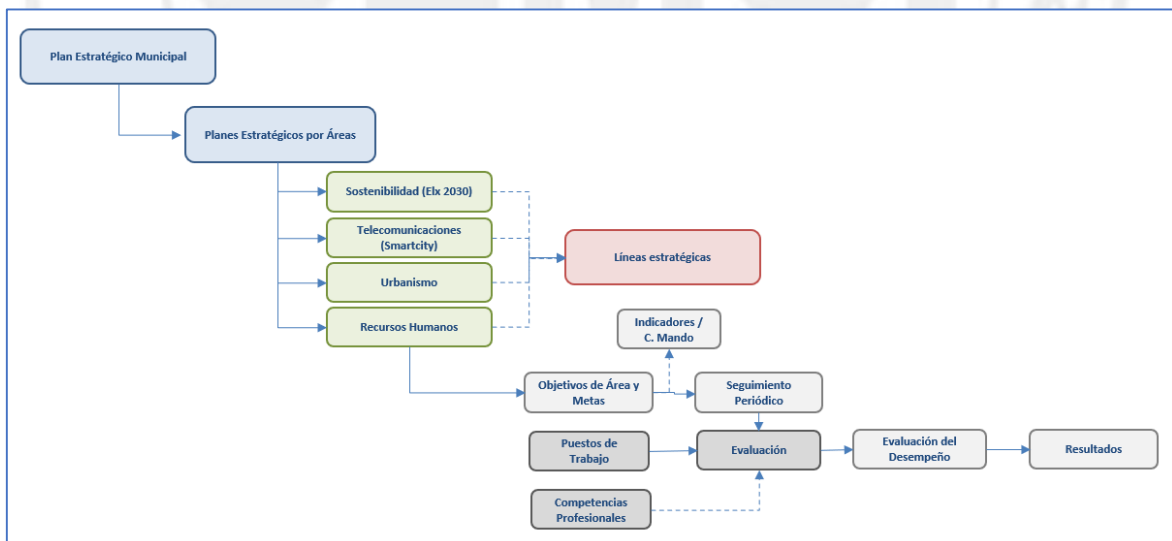 Plan Estratégico Municipal
Planes Estratégicos por Áreas
Sostenibilidad (Elx 2030)
Telecomunicaciones
(Smartcity)
Líneas estratégicas
Urbanismo
Recursos Humanos
Indicadores /
C. Mando
Objetivos de Área y
Metas
Seguimiento
Periódico
Puestos de
Trabajo
Evaluación
Evaluación del
Desempeño
Resultados
Competencias
Profesionales